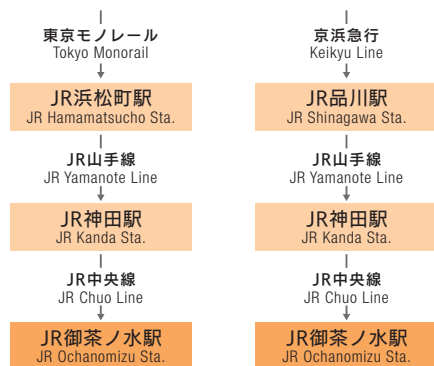 東京モノレール
Tokyo Monorail
JR浜松町駅
JR Hamamatsucho Sta.
JR山手線
JR Yamanote Line
JR神田駅
JR Kanda Sta.
JR中央線
JR Chuo Line
JR御茶ノ水駅
JR Ochanomizu Sta.
京浜急行
Keikyu Line
JR品川駅
JR Shinagawa Sta.
JR山手線
JR Yamanote Line
JR神田駅
JR Kanda Sta.
JR中央線
JR Chuo Line
JR御茶ノ水駅
JR Ochanomizu Sta.